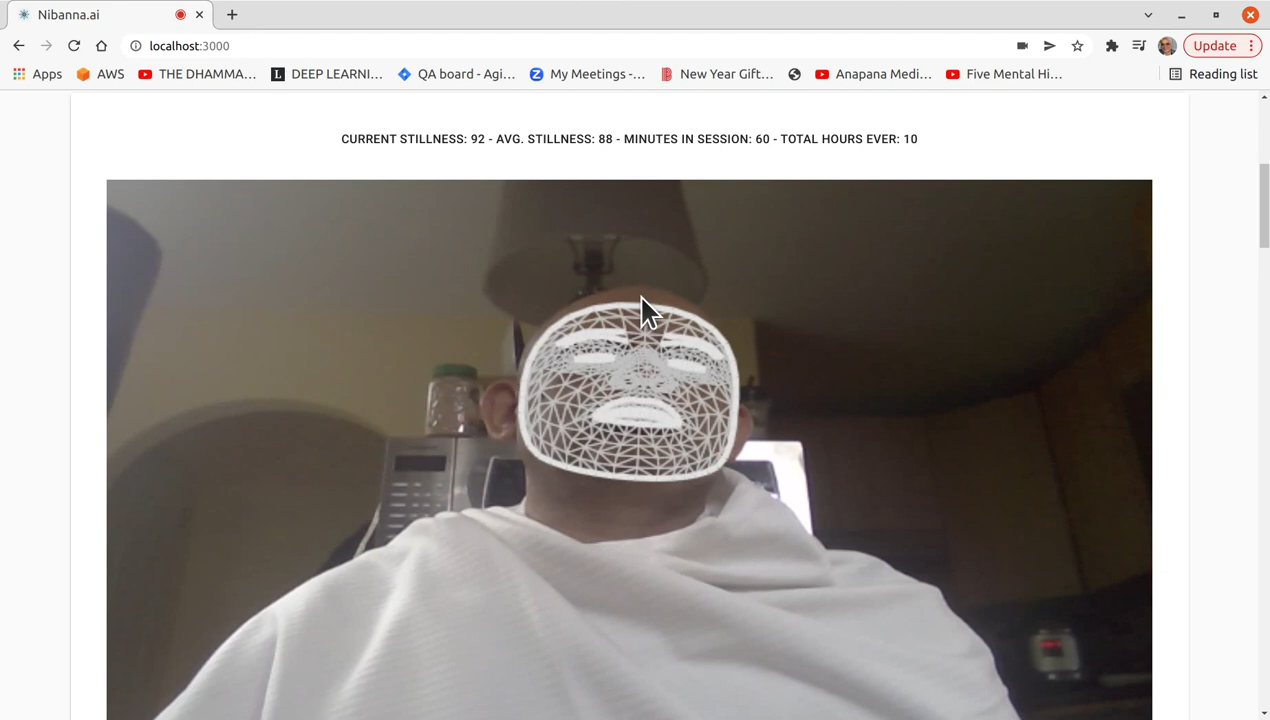 Nibanna.ai
localhost:3000
Update
Apps
AWS
THE DHAMMA...
DEEP LEARNI...
QA board - Agi...
My Meetings -...
New Year Gift...
Anapana Medi...
Five Mental Hi...
Reading list
CURRENT STILLNESS: 92 - AVG. STILLNESS: 88 - MINUTES IN SESSION: 60 - TOTAL HOURS EVER: 10